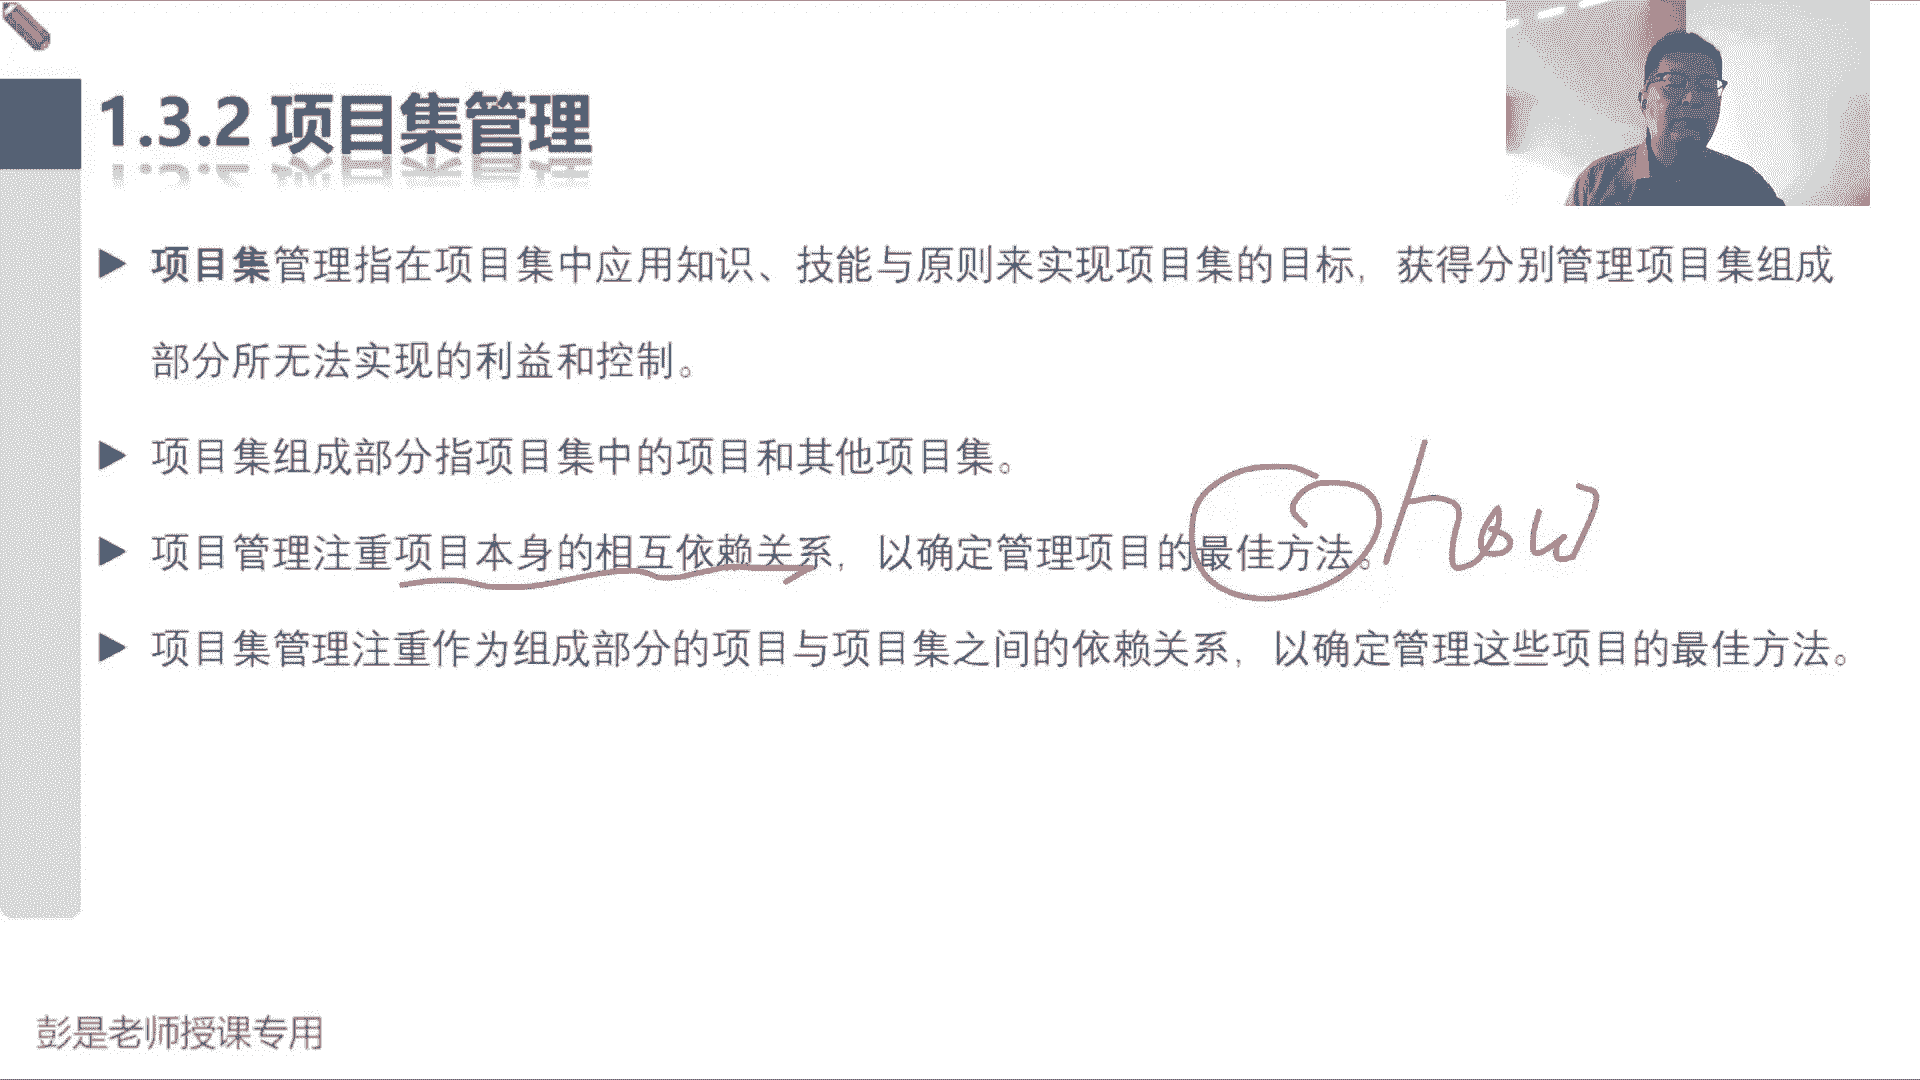 1.3.2 项目集管理
项目集管理指在项目集中应用知识、技能与原则来实现项目集的目标，获得分别管理项目集组成
部分所无法实现的利益和控制。
项目集组成部分指项目集中的项目和其他项目集。
项目管理注重项目本身的相互依赖关系，以确定管理项目的最佳方法。
how
项目集管理注重作为组成部分的项目与项目集之间的依赖关系，以确定管理这些项目的最佳方法。
彭是老师授课专用